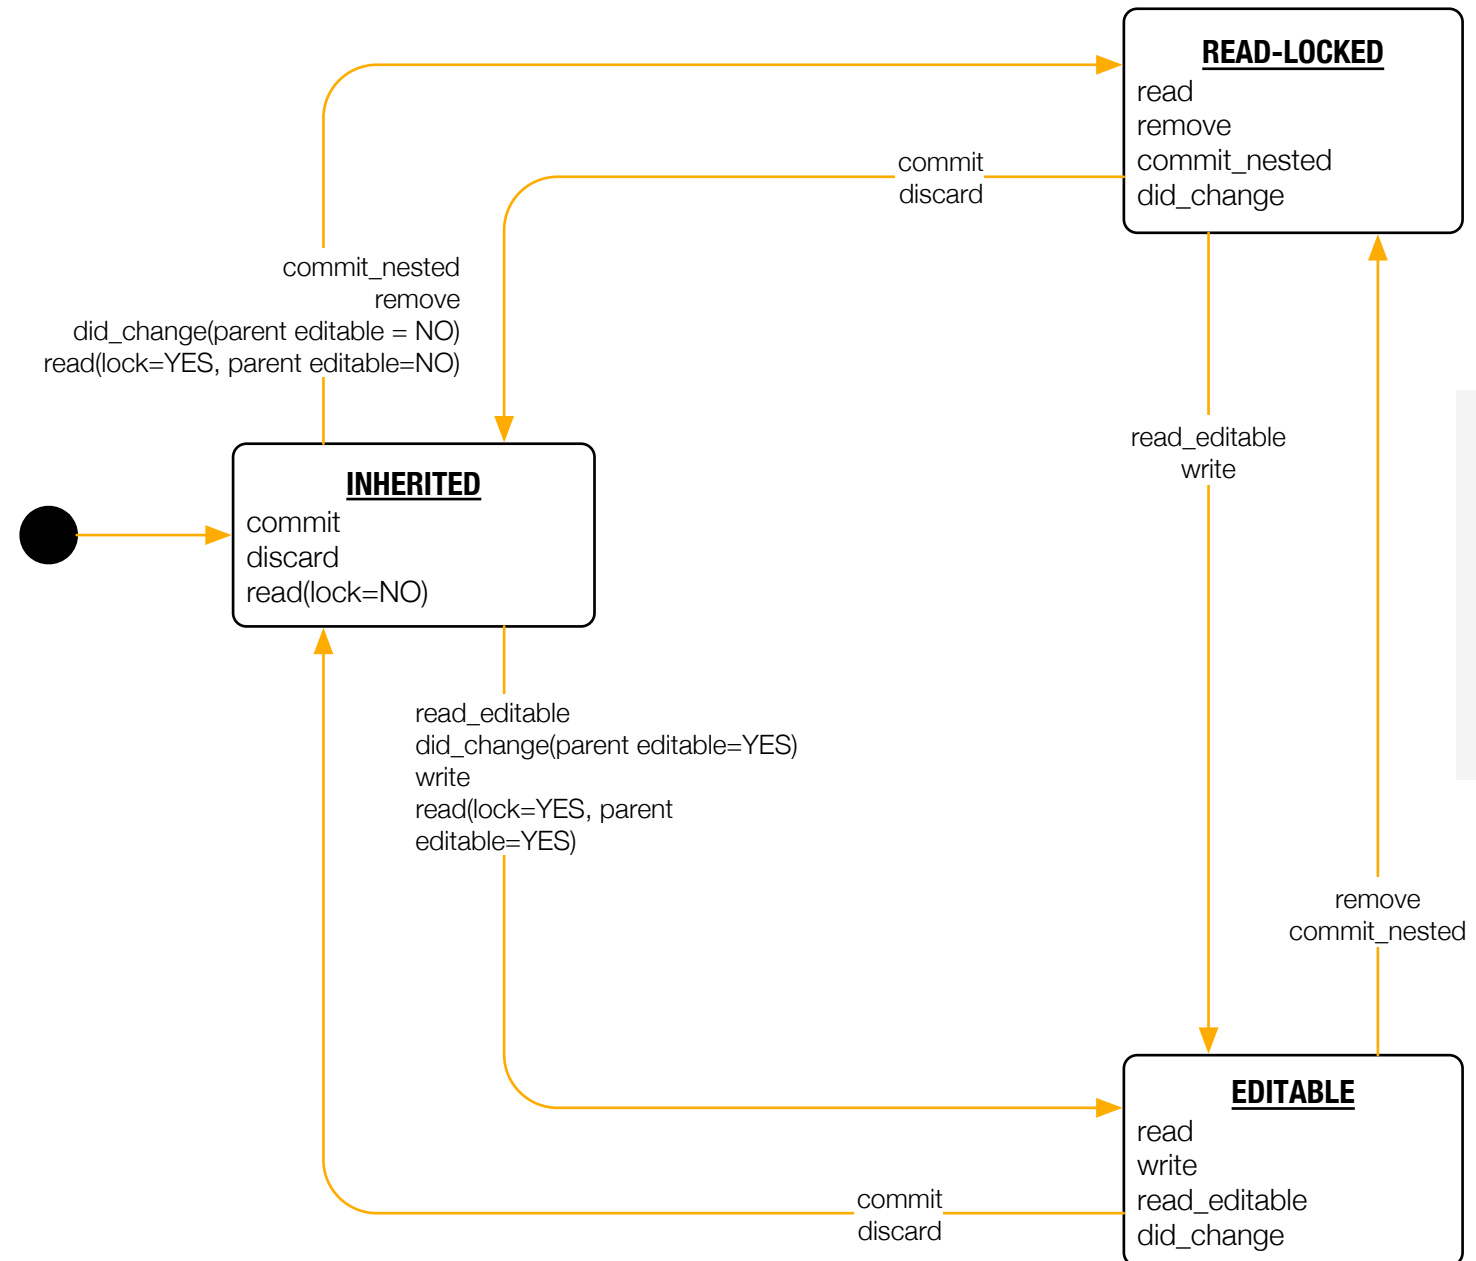 READ-LOCKED
read
remove
commit_nested
did_change
commit
discard
commit_nested
remove
did_change(parent editable = NO)
read(lock=YES, parent editable=NO)
read_editable
write
INHERITED
commit
discard
read(lock=NO)
read_editable
did_change(parent editable=YES)
write
read(lock=YES, parent
editable=YES)
remove
commit_nested
EDITABLE
read
write
read_editable
did_change
commit
discard